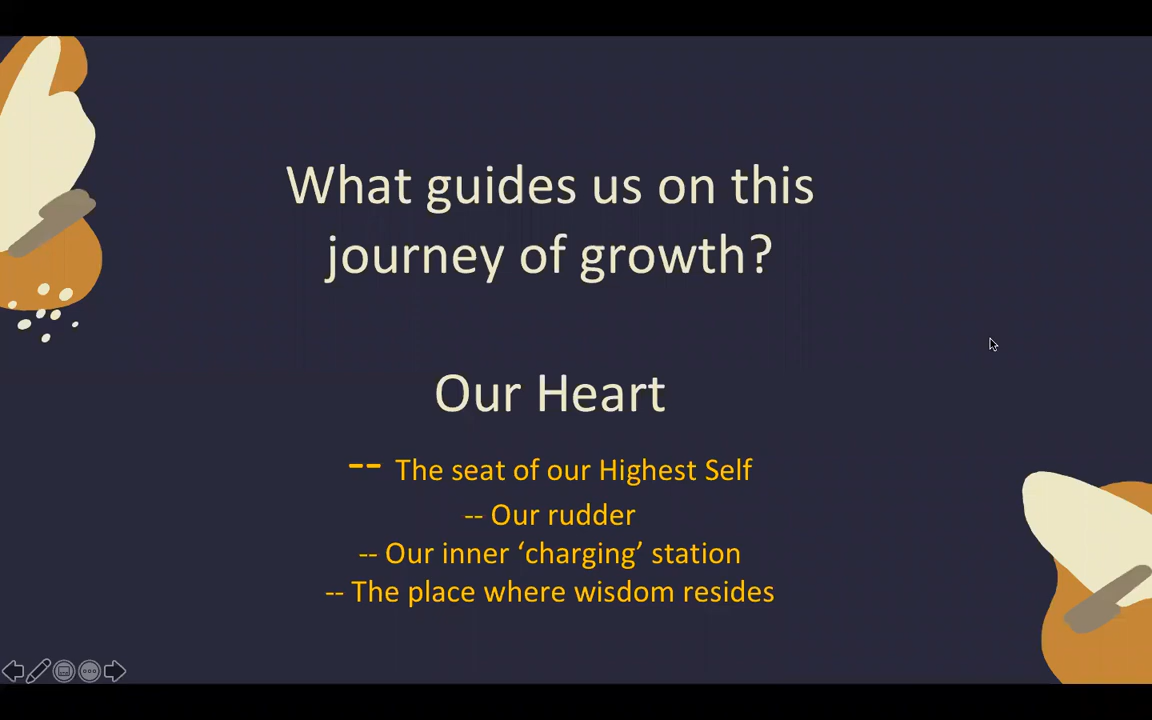 What guides us on this
journey of growth?
Our Heart
-- The seat of our Highest Self
-- Our rudder
-- Our inner ‘charging’ station
-- The place where wisdom resides